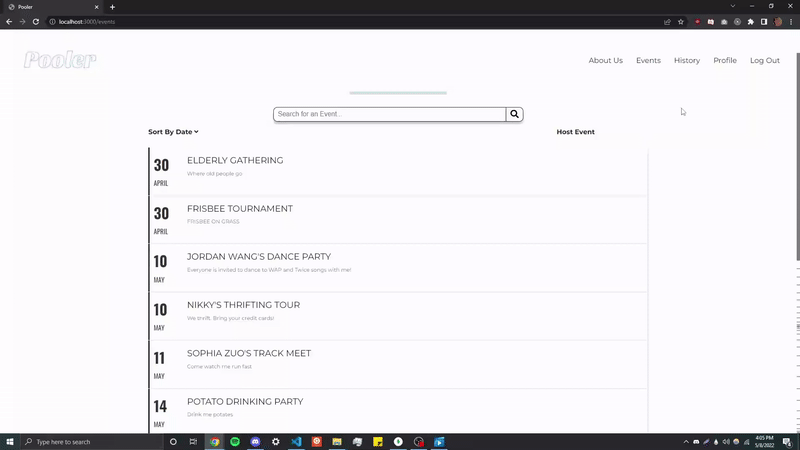 Pooler
localhost:3000/events
Pooler
About Us
Events
History
Profile
Log Out
Search for an Event...
Sort By Date
Host Event
30
APRIL
ELDERLY GATHERING
Where old people go
30
APRIL
FRISBEE TOURNAMENT
FRISBEE ON GRASS
10
MAY
JORDAN WANG'S DANCE PARTY
Everyone is invited to dance to WAP and Twice songs with me!
10
MAY
NIKKY'S THRIFTING TOUR
We thrift. Bring your credit cards!
11
MAY
SOPHIA ZUO'S TRACK MEET
Come watch me run fast
14
MAY
POTATO DRINKING PARTY
Drink me potatoes
Type here to search
4:05 PM
5/8/2022